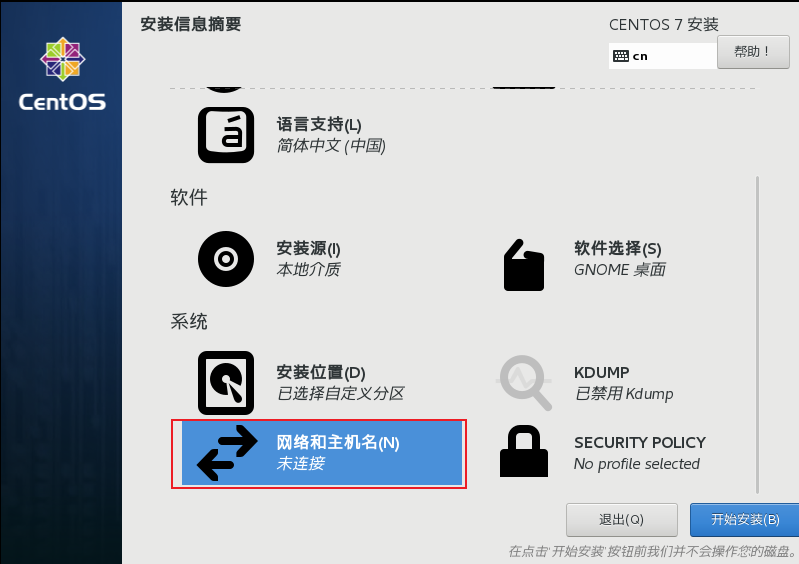 CentOS
安装信息摘要
CENTOS 7 安装
cn
帮助！
语言支持(L)
简体中文 (中国)
软件
安装源(I)
本地介质
软件选择(S)
GNOME 桌面
系统
安装位置(D)
已选择自定义分区
KDUMP
已禁用 Kdump
网络和主机名(N)
未连接
SECURITY POLICY
No profile selected
退出(Q)
开始安装(B)
在点击'开始安装'按钮前我们并不会操作您的磁盘。